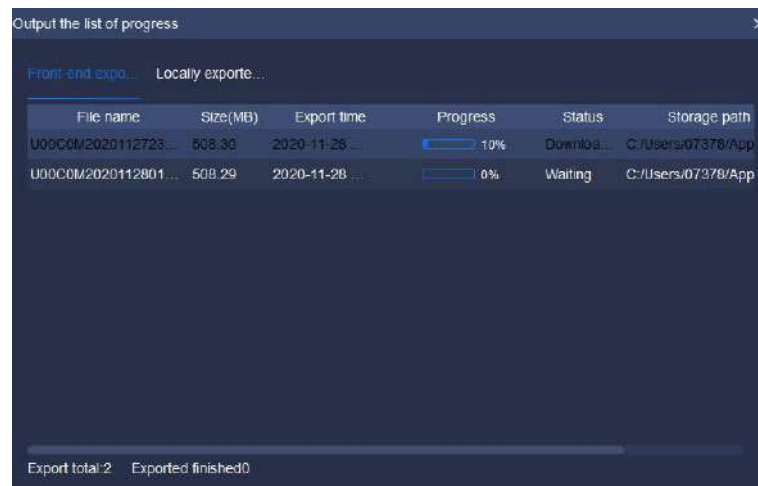 Output the list of progress
Front-end expo... Locally exporte...
File name Size(MB) Export time Progress Status Storage path
U00C0M2020112723... 508.30 2020-11-28 ... 10% Downloa... C:/Users/07378/App
U00C0M2020112801... 508.29 2020-11-28 ... 0% Waiting C:/Users/07378/App
Export total:2 Exported finished0